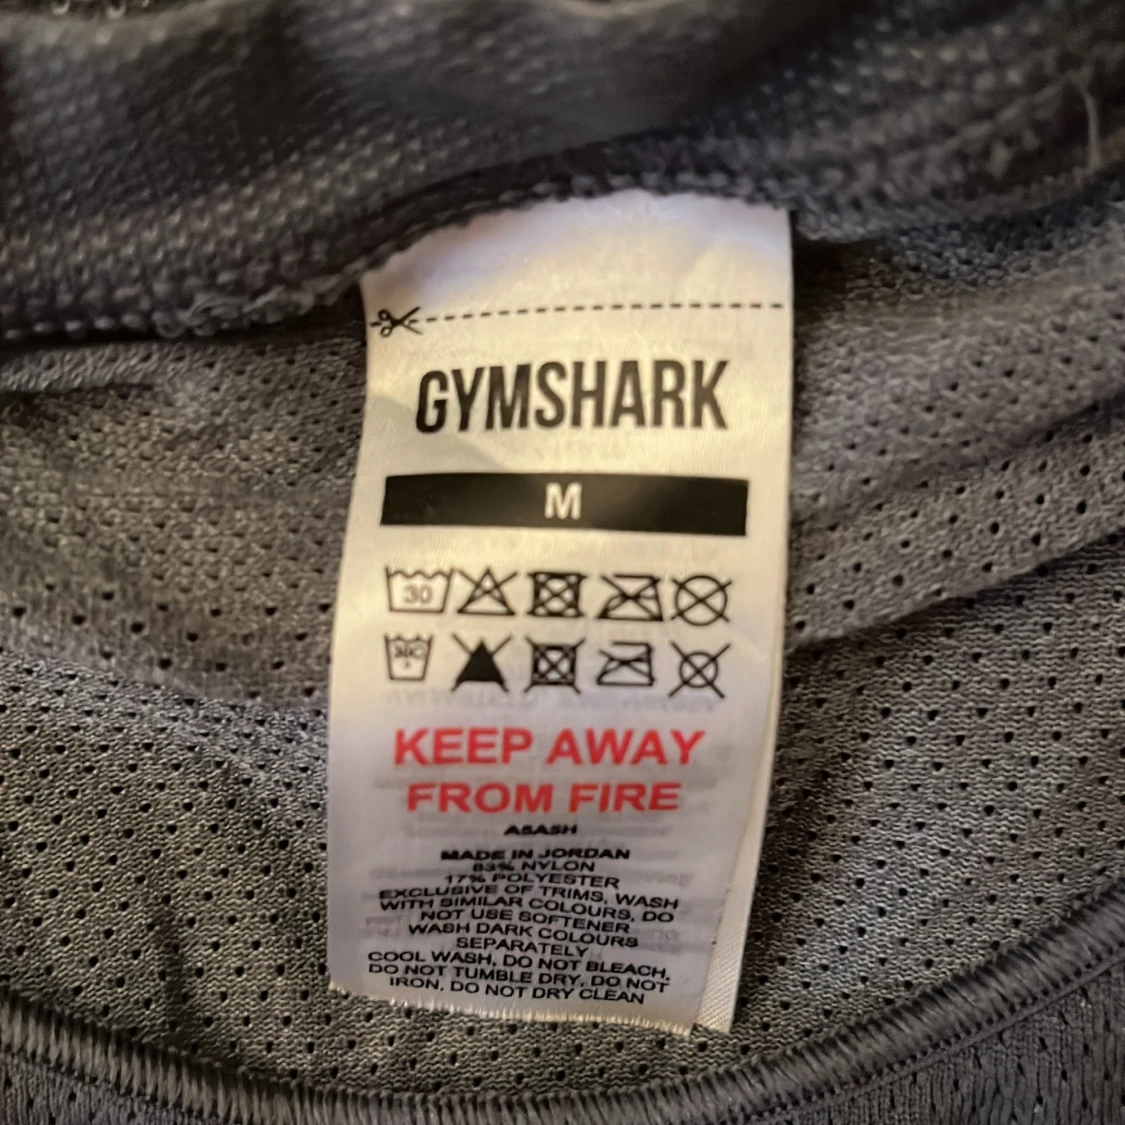 GYMSHARK
M
30
KEEP AWAY
FROM FIRE
ASASH
MADE IN JORDAN
83% NYLON
17% POLYESTER
EXCLUSIVE OF TRIMS, WASH
WITH SIMILAR COLOURS, DO
NOT USE SOFTENER
WASH DARK COLOURS
SEPARATELY
COOL WASH, DO NOT BLEACH,
DO NOT TUMBLE DRY, DO NOT
IRON, DO NOT DRY CLEAN